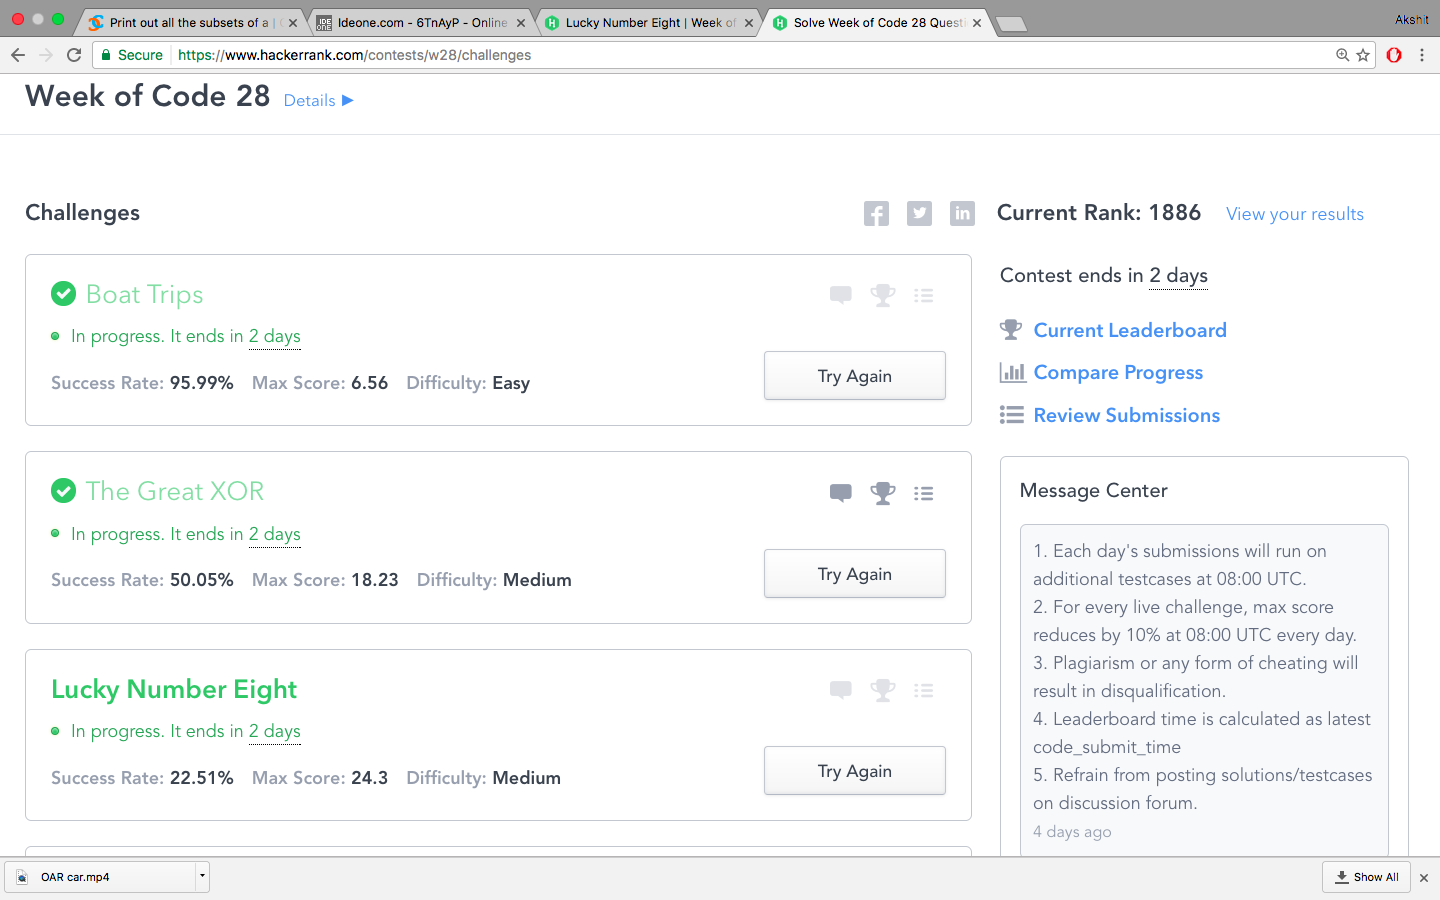 Print out all the subsets of a |
Ideone.com - 6TnAyP - Online
Lucky Number Eight | Week of
Solve Week of Code 28 Questi
Akshit
Secure https://www.hackerrank.com/contests/w28/challenges
Week of Code 28 Details ▶
Challenges
Current Rank: 1886 View your results
Boat Trips
In progress. It ends in 2 days
Success Rate: 95.99% Max Score: 6.56 Difficulty: Easy
Try Again
The Great XOR
In progress. It ends in 2 days
Success Rate: 50.05% Max Score: 18.23 Difficulty: Medium
Try Again
Lucky Number Eight
In progress. It ends in 2 days
Success Rate: 22.51% Max Score: 24.3 Difficulty: Medium
Try Again
Contest ends in 2 days
Current Leaderboard
Compare Progress
Review Submissions
Message Center
1. Each day's submissions will run on
additional testcases at 08:00 UTC.
2. For every live challenge, max score
reduces by 10% at 08:00 UTC every day.
3. Plagiarism or any form of cheating will
result in disqualification.
4. Leaderboard time is calculated as latest
code_submit_time
5. Refrain from posting solutions/testcases
on discussion forum.
4 days ago
OAR car.mp4
Show All